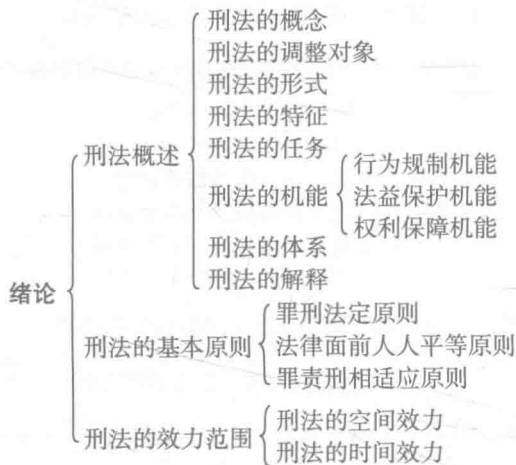 绪论
刑法概述
刑法的概念
刑法的调整对象
刑法的形式
刑法的特征
刑法的任务
刑法的机能
行为规制机能
法益保护机能
权利保障机能
刑法的体系
刑法的解释
刑法的基本原则
罪刑法定原则
法律面前人人平等原则
罪责刑相适应原则
刑法的效力范围
刑法的空间效力
刑法的时间效力